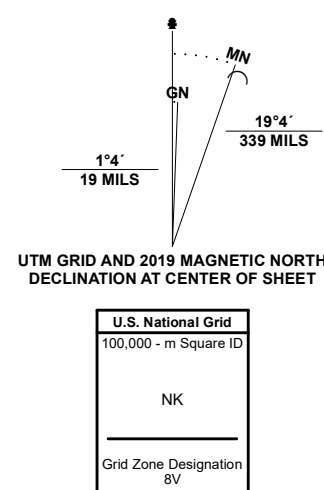 MN
GN
19°4´
339 MILS
1°4´
19 MILS
UTM GRID AND 2019 MAGNETIC NORTH
DECLINATION AT CENTER OF SHEET
U.S. National Grid
100,000 - m Square ID
NK
Grid Zone Designation
8V